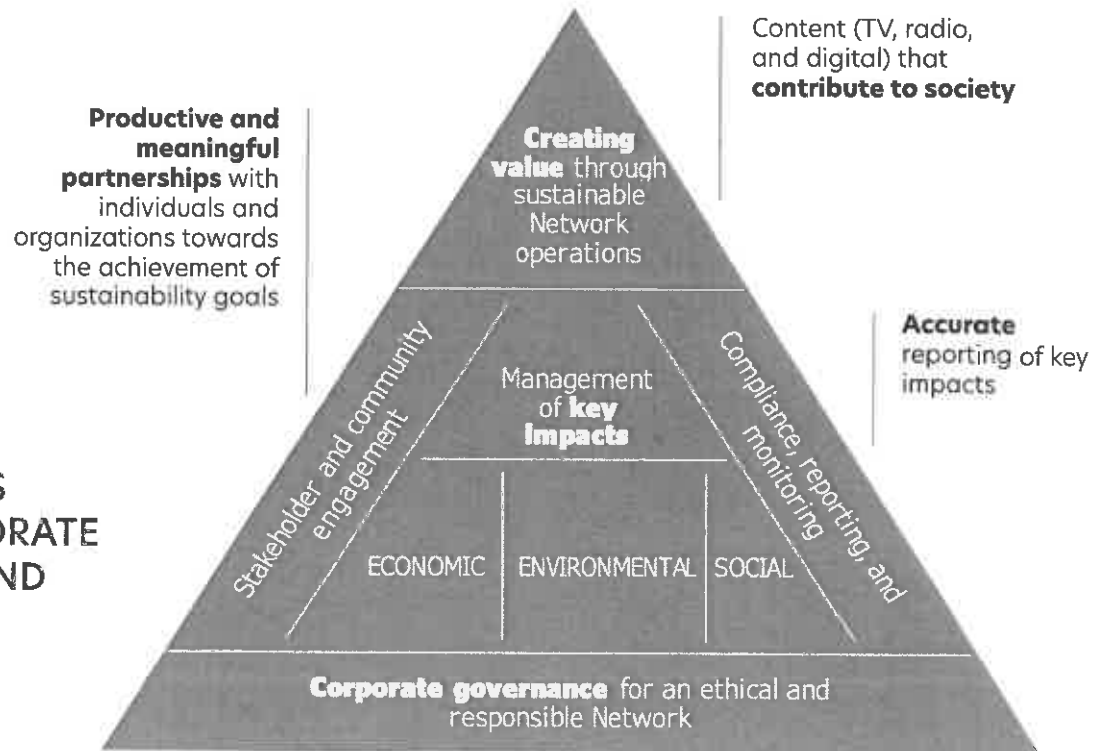 Content (TV, radio,
and digital) that
contribute to society
Productive and
meaningful
partnerships with
individuals and
organizations towards
the achievement of
sustainability goals
Creating
value through
sustainable
Network
operations
Accurate
reporting of key
impacts
Stakeholder and community
engagement
Management
of key
impacts
Compliance, reporting, and
monitoring
ECONOMIC
ENVIRONMENTAL
SOCIAL
S
ORATE
ND
Corporate governance for an ethical and
responsible Network